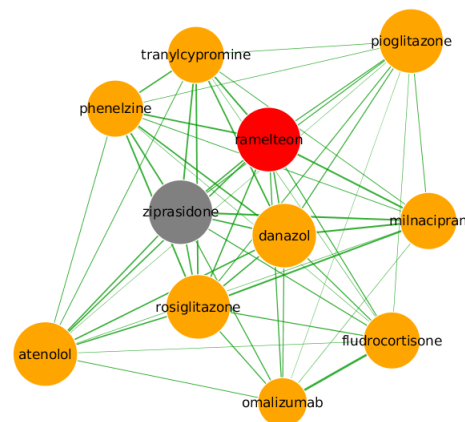 pioglitazone
tranylcypromine
phenelzine
ramelteon
ziprasidone
milnacipran
danazol
rosiglitazone
fludrocortisone
atenolol
omalizumab